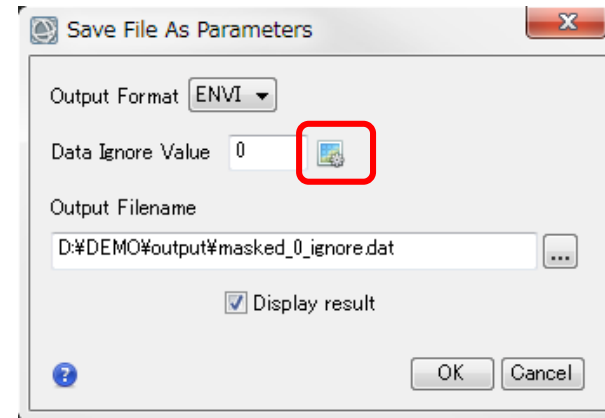 Save File As Parameters
Output Format ENVI
Data Ignore Value 0
Output Filename
D:¥DEMO¥output¥masked_0_ignore.dat ...
Display result
? OK Cancel